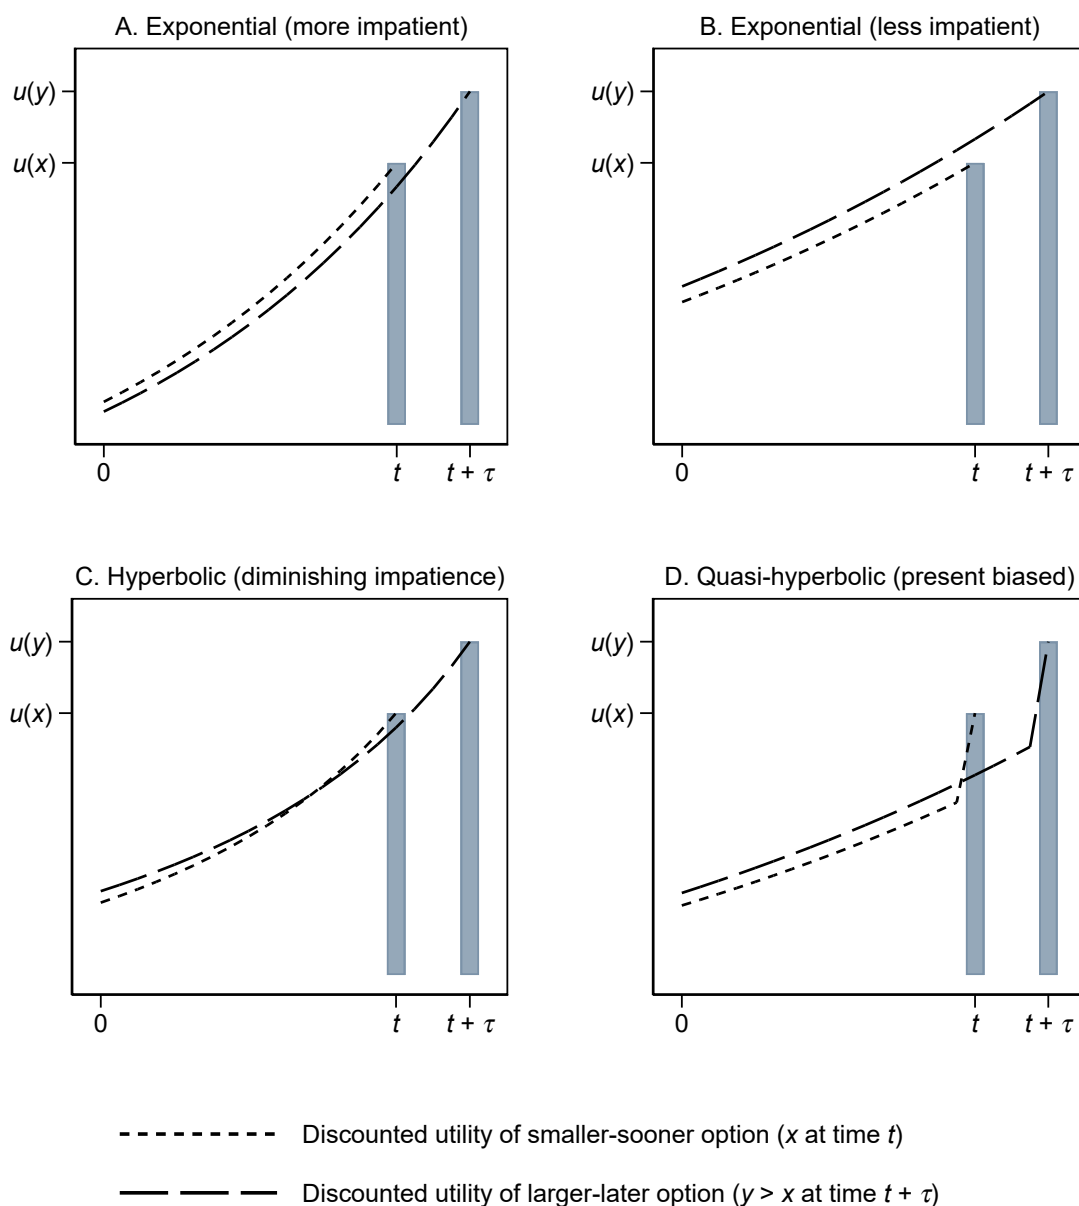 A. Exponential (more impatient)
u(y)
u(x)
0
t
t + τ
B. Exponential (less impatient)
u(y)
u(x)
0
t
t + τ
C. Hyperbolic (diminishing impatience)
u(y)
u(x)
0
t
t + τ
D. Quasi-hyperbolic (present biased)
u(y)
u(x)
0
t
t + τ
Discounted utility of smaller-sooner option (x at time t)
Discounted utility of larger-later option (y > x at time t + τ)